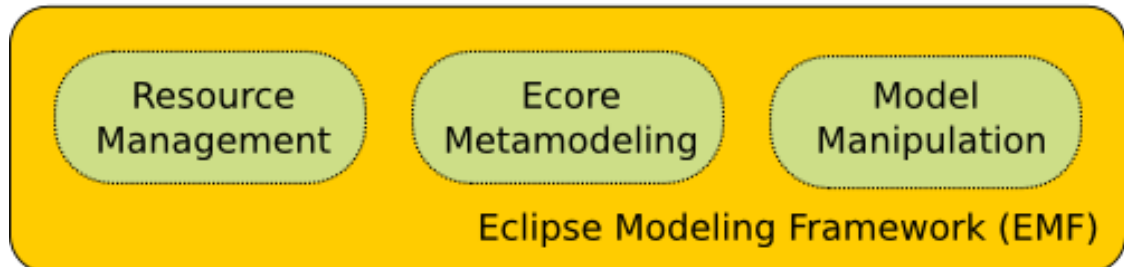 Resource
Management
Ecore
Metamodeling
Model
Manipulation
Eclipse Modeling Framework (EMF)